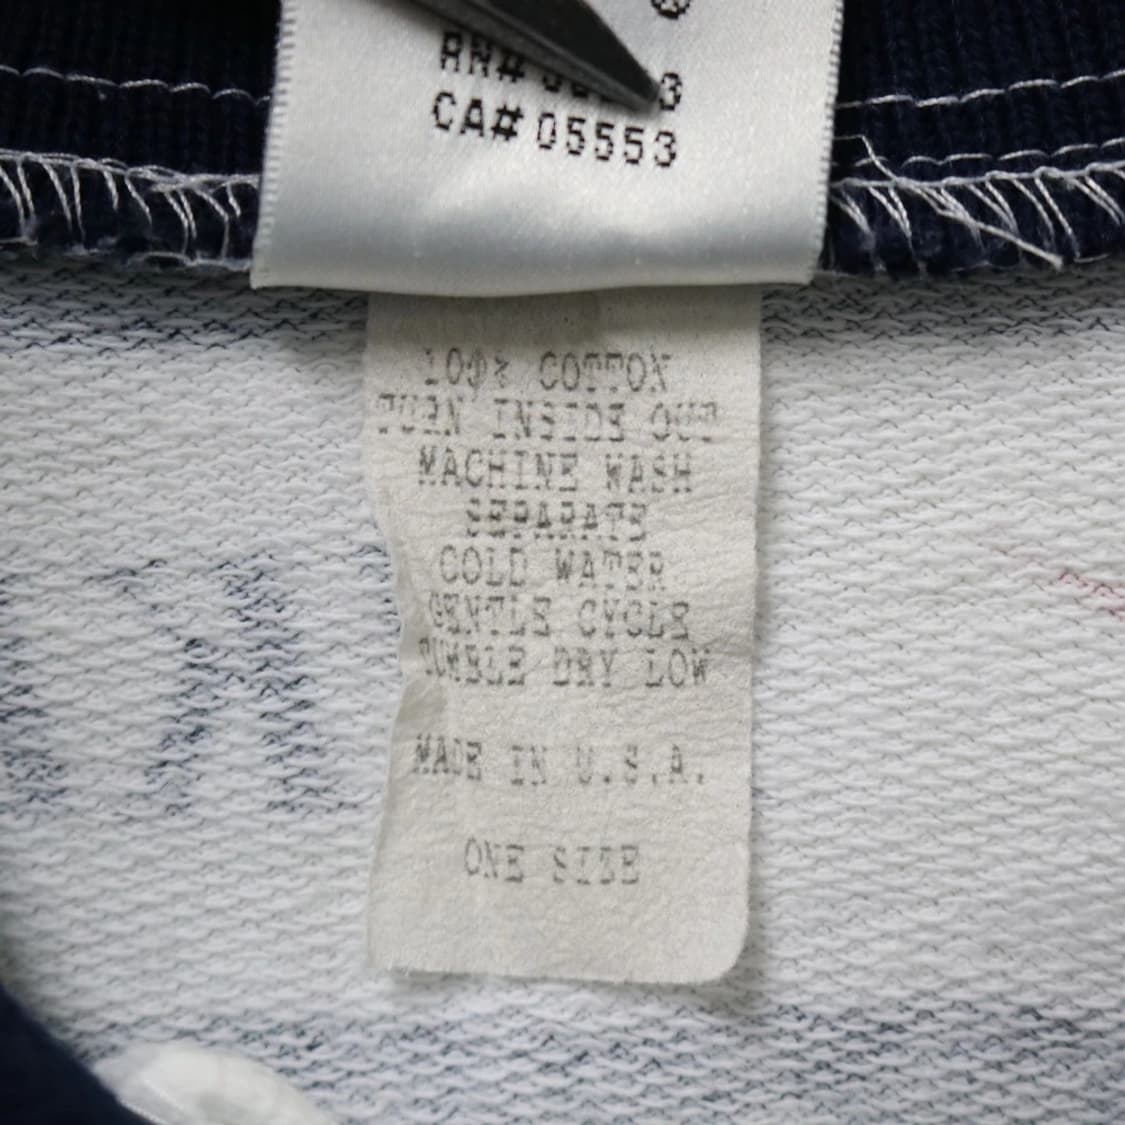 RN#
CA# 05553
100% COTTON
TURN INSIDE OUT
MACHINE WASH
SEPARATE
COLD WATER
GENTLE CYCLE
TUMBLE DRY LOW
MADE IN U.S.A.
ONE SIZE